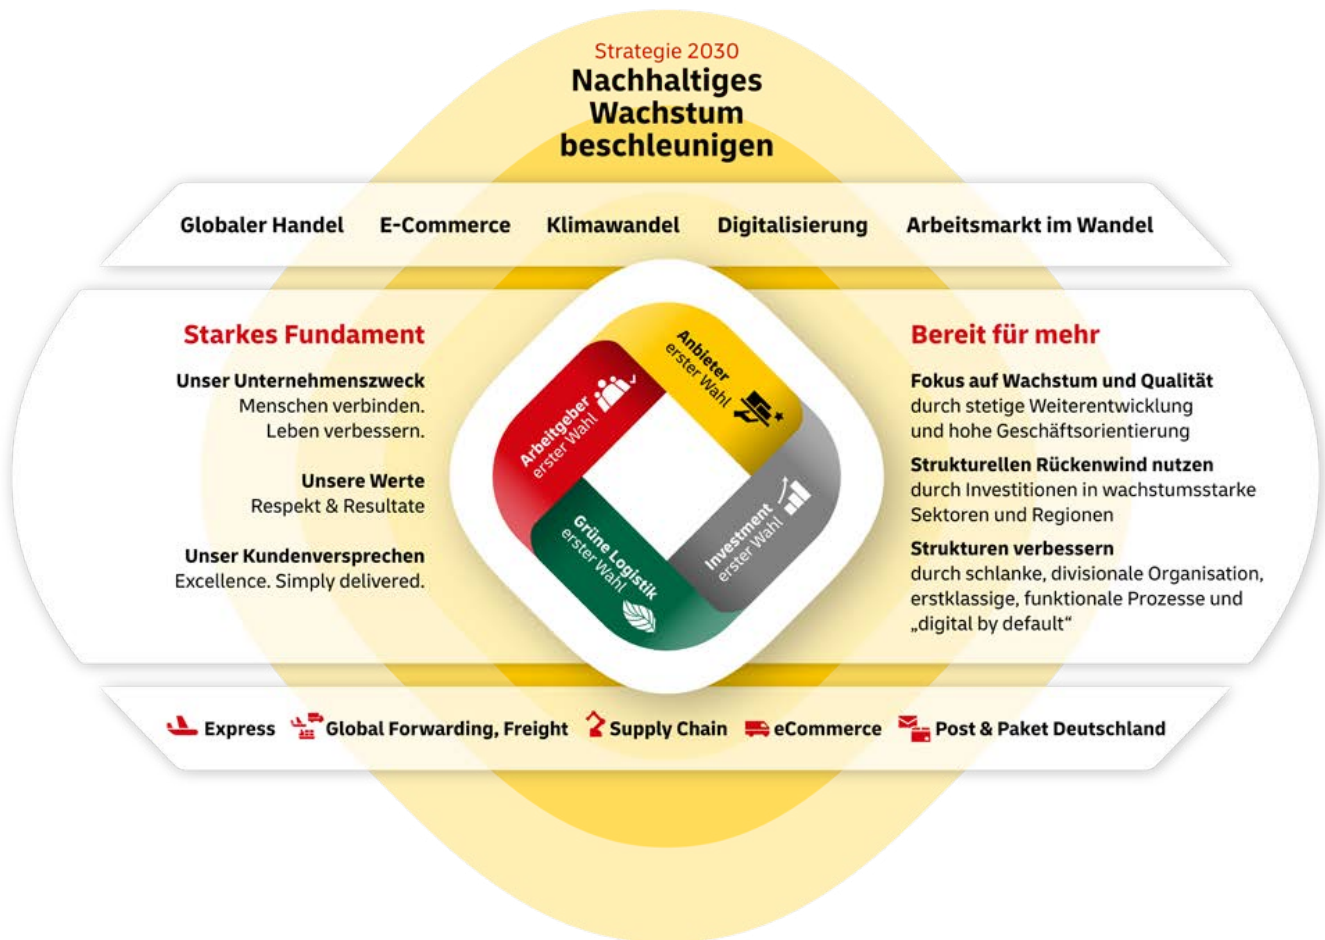 Strategie 2030
Nachhaltiges
Wachstum
beschleunigen
Globaler Handel E-Commerce Klimawandel Digitalisierung Arbeitsmarkt im Wandel
Starkes Fundament
Unser Unternehmenszweck
Menschen verbinden.
Leben verbessern.
Unsere Werte
Respekt & Resultate
Unser Kundenversprechen
Excellence. Simply delivered.
Arbeitgeber
erster Wahl
Anbieter
erster Wahl
Grüne Logistik
erster Wahl
Investment
erster Wahl
Bereit für mehr
Fokus auf Wachstum und Qualität
durch stetige Weiterentwicklung
und hohe Geschäftsorientierung
Strukturellen Rückenwind nutzen
durch Investitionen in wachstumsstarke
Sektoren und Regionen
Strukturen verbessern
durch schlanke, divisionale Organisation,
erstklassige, funktionale Prozesse und
„digital by default“
Express Global Forwarding, Freight Supply Chain eCommerce Post & Paket Deutschland